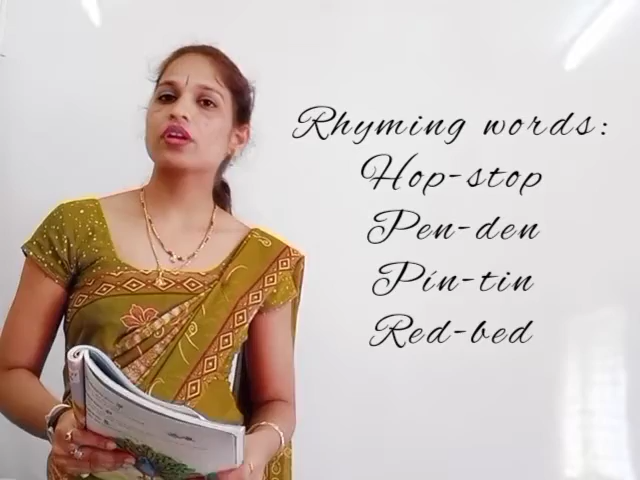 Rhyming words:
Hop-stop
Pen-den
Pin-tin
Red-bed